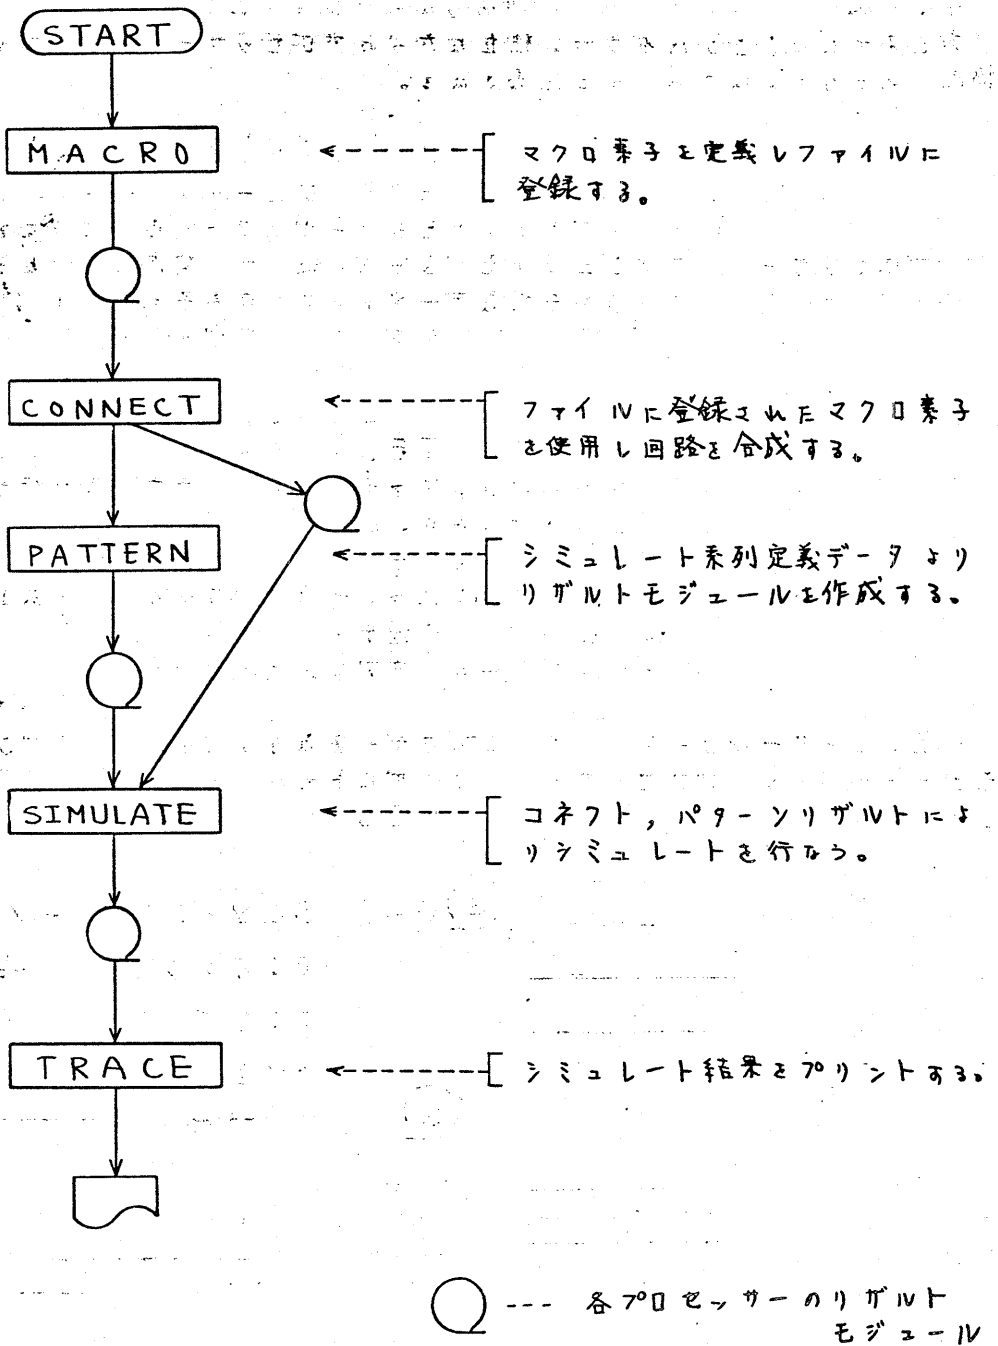 START
MACRO
マクロ素子を定義しファイルに
登録する。
CONNECT
ファイルに登録されたマクロ素子
を使用し回路を合成する。
PATTERN
シミュレート系列定義データより
リザルトモジュールを作成する。
SIMULATE
コネクト,パターンリザルトによ
りシミュレートを行なう。
TRACE
シミュレート結果をプリントする。
--- 各プロセッサーのリザルト
モジュール